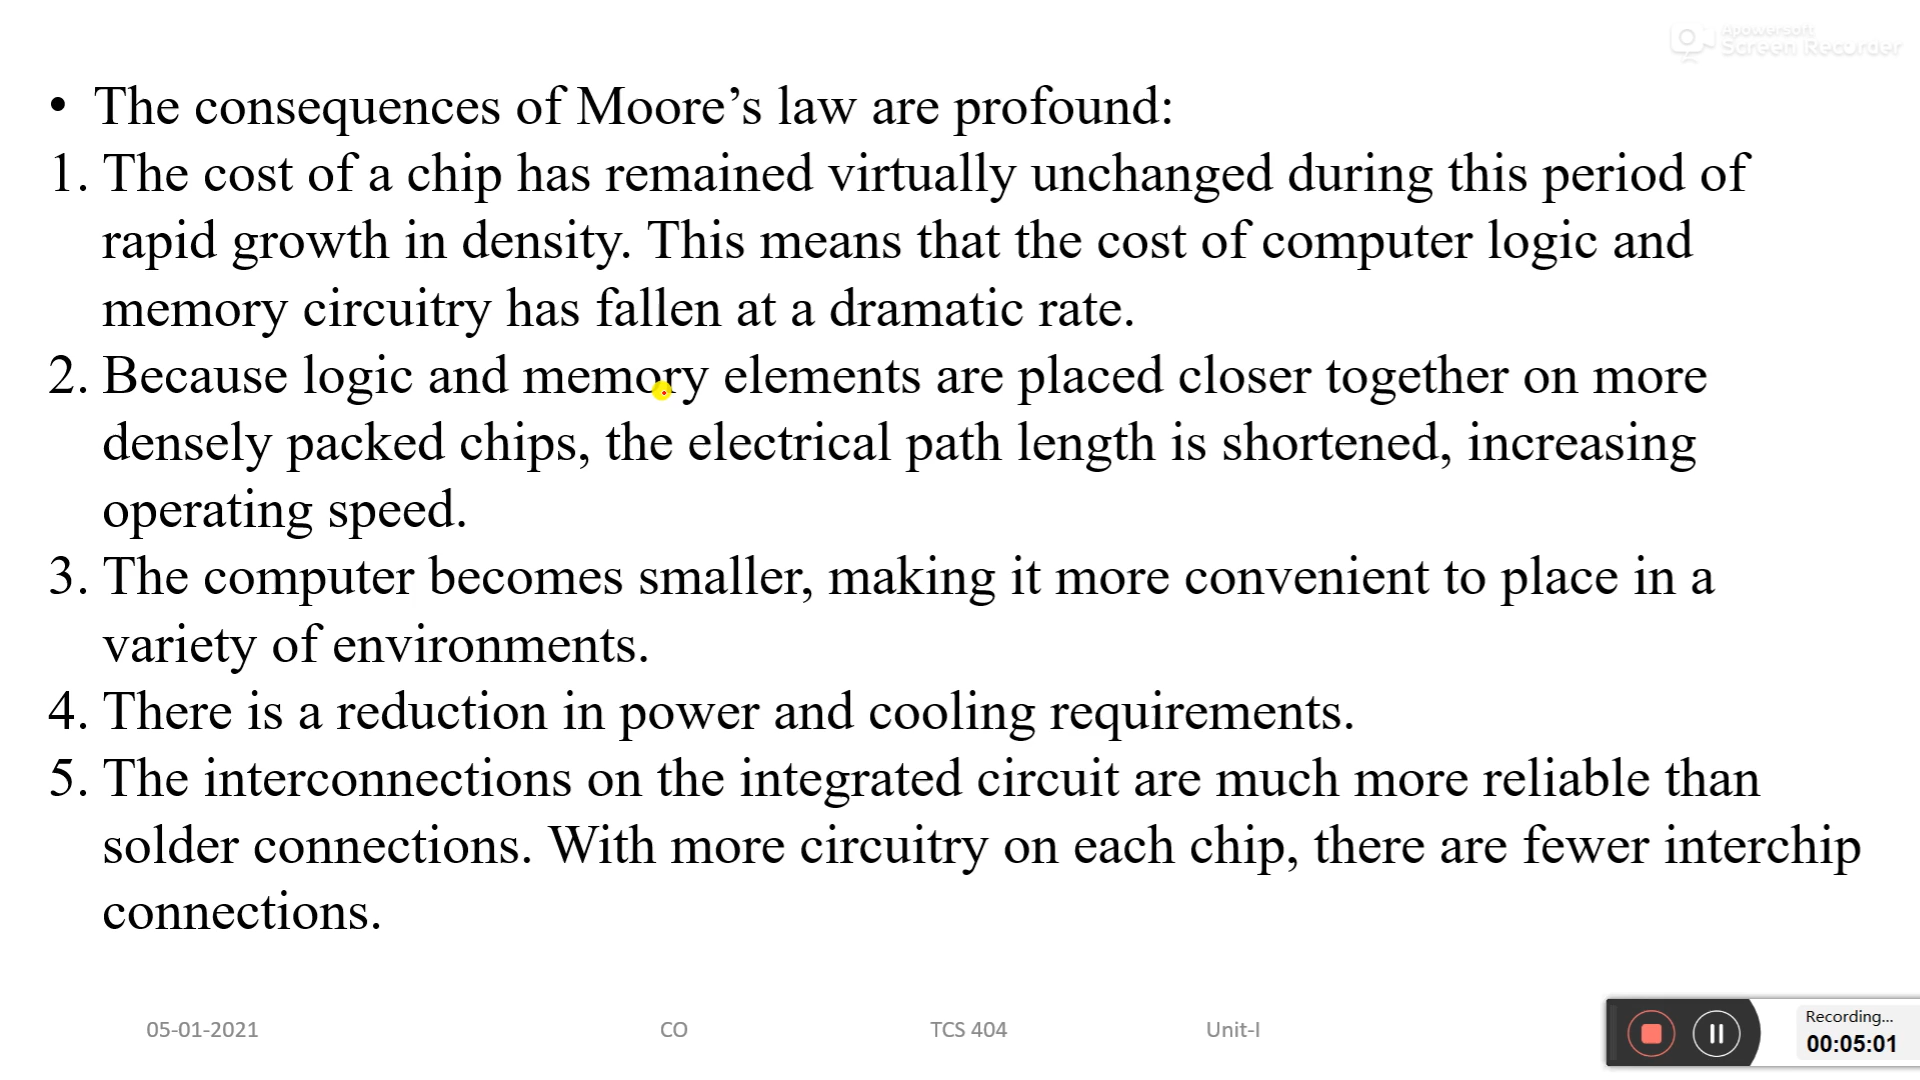 Apowersoft
Screen Recorder
• The consequences of Moore’s law are profound:
1. The cost of a chip has remained virtually unchanged during this period of
rapid growth in density. This means that the cost of computer logic and
memory circuitry has fallen at a dramatic rate.
2. Because logic and memory elements are placed closer together on more
densely packed chips, the electrical path length is shortened, increasing
operating speed.
3. The computer becomes smaller, making it more convenient to place in a
variety of environments.
4. There is a reduction in power and cooling requirements.
5. The interconnections on the integrated circuit are much more reliable than
solder connections. With more circuitry on each chip, there are fewer interchip
connections.
05-01-2021 CO TCS 404 Unit-I
Recording...
00:05:01